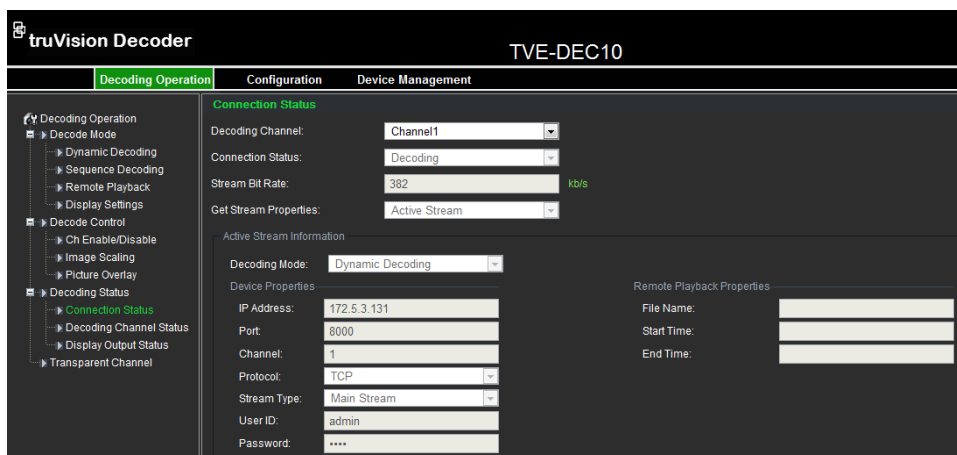 truVision Decoder
TVE-DEC10
Decoding Operation Configuration Device Management
Decoding Operation
Decode Mode
Dynamic Decoding
Sequence Decoding
Remote Playback
Display Settings
Decode Control
Ch Enable/Disable
Image Scaling
Picture Overlay
Decoding Status
Connection Status
Decoding Channel Status
Display Output Status
Transparent Channel
Connection Status
Decoding Channel: Channel1
Connection Status: Decoding
Stream Bit Rate: 382 kb/s
Get Stream Properties: Active Stream
Active Stream Information
Decoding Mode: Dynamic Decoding
Device Properties
IP Address: 172.5.3.131
Port: 8000
Channel: 1
Protocol: TCP
Stream Type: Main Stream
User ID: admin
Password: ••••
Remote Playback Properties
File Name:
Start Time:
End Time: